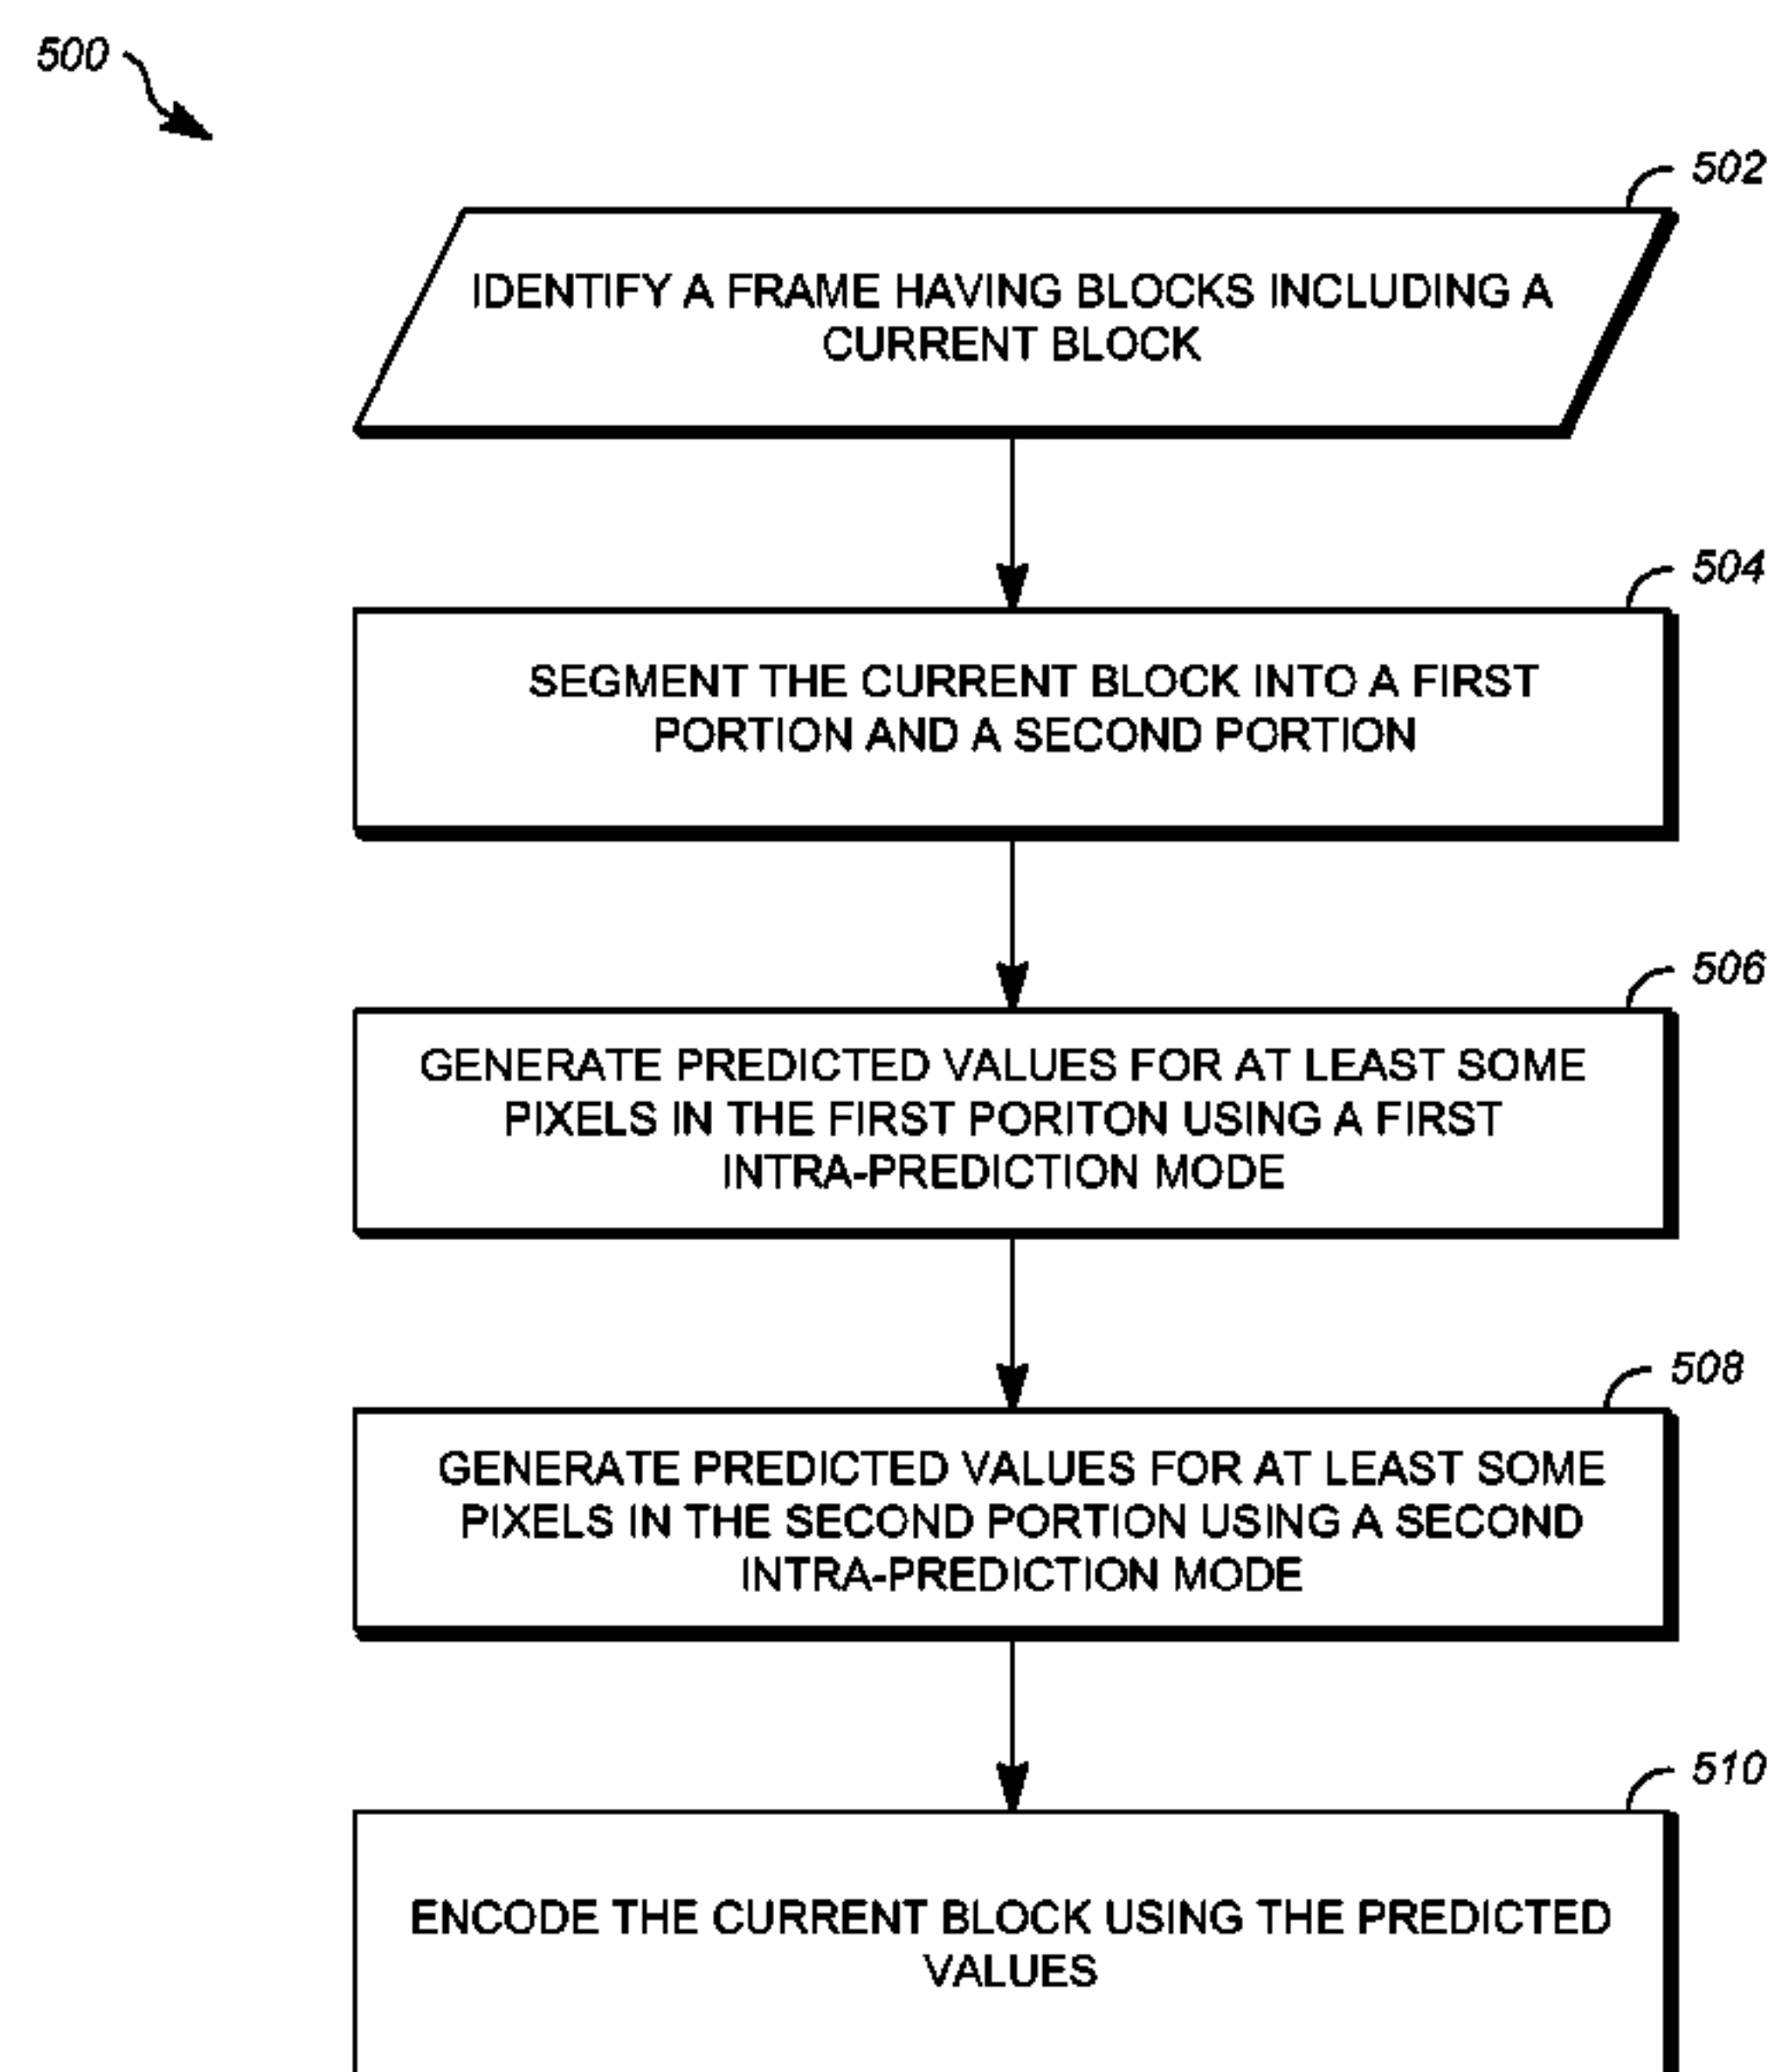 500
502
IDENTIFY A FRAME HAVING BLOCKS INCLUDING A
CURRENT BLOCK
504
SEGMENT THE CURRENT BLOCK INTO A FIRST
PORTION AND A SECOND PORTION
506
GENERATE PREDICTED VALUES FOR AT LEAST SOME
PIXELS IN THE FIRST PORITON USING A FIRST
INTRA-PREDICTION MODE
508
GENERATE PREDICTED VALUES FOR AT LEAST SOME
PIXELS IN THE SECOND PORTION USING A SECOND
INTRA-PREDICTION MODE
510
ENCODE THE CURRENT BLOCK USING THE PREDICTED
VALUES